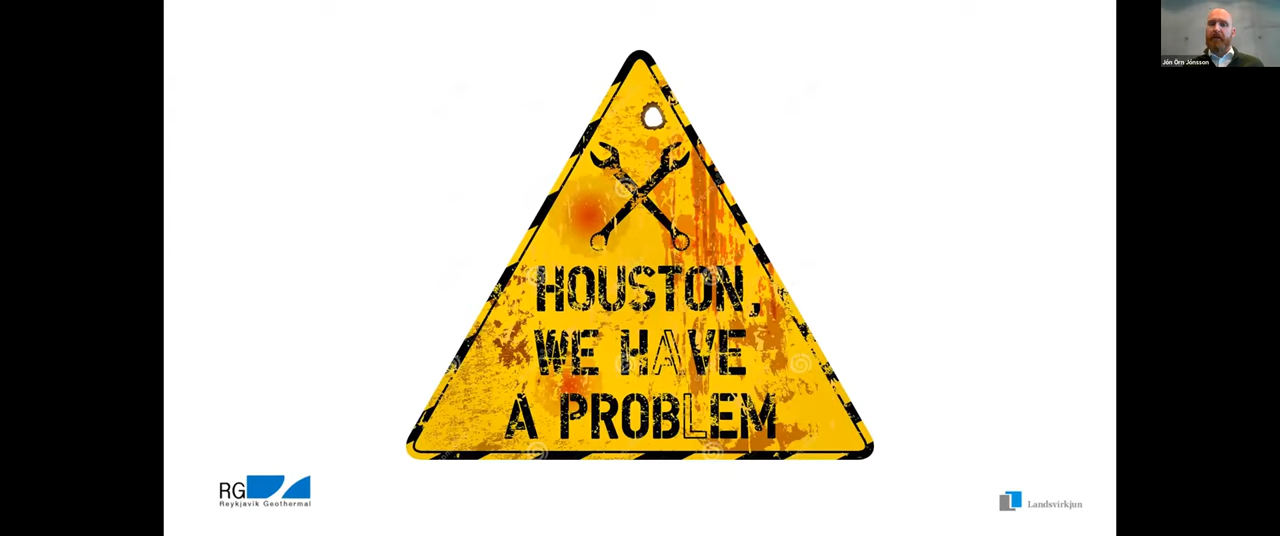 Jón Örn Jónsson
HOUSTON,
WE HAVE
A PROBLEM
RG
Reykjavik Geothermal
Landsvirkjun